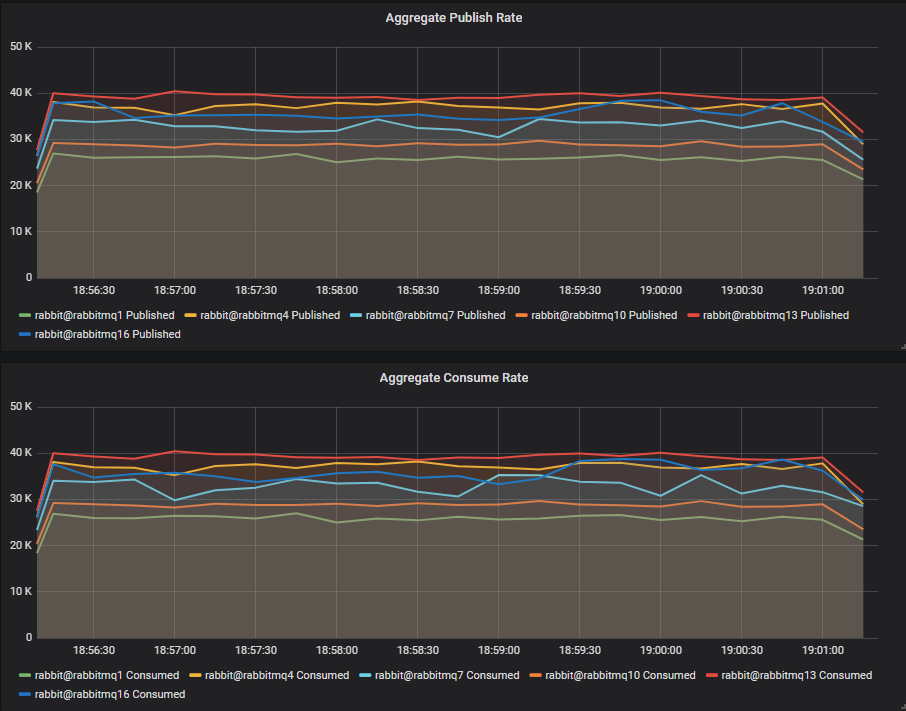 Aggregate Publish Rate
50 K
40 K
30 K
20 K
10 K
0
18:56:30 18:57:00 18:57:30 18:58:00 18:58:30 18:59:00 18:59:30 19:00:00 19:00:30 19:01:00
rabbit@rabbitmq1 Published rabbit@rabbitmq4 Published rabbit@rabbitmq7 Published rabbit@rabbitmq10 Published rabbit@rabbitmq13 Published
rabbit@rabbitmq16 Published
Aggregate Consume Rate
50 K
40 K
30 K
20 K
10 K
0
18:56:30 18:57:00 18:57:30 18:58:00 18:58:30 18:59:00 18:59:30 19:00:00 19:00:30 19:01:00
rabbit@rabbitmq1 Consumed rabbit@rabbitmq4 Consumed rabbit@rabbitmq7 Consumed rabbit@rabbitmq10 Consumed rabbit@rabbitmq13 Consumed
rabbit@rabbitmq16 Consumed